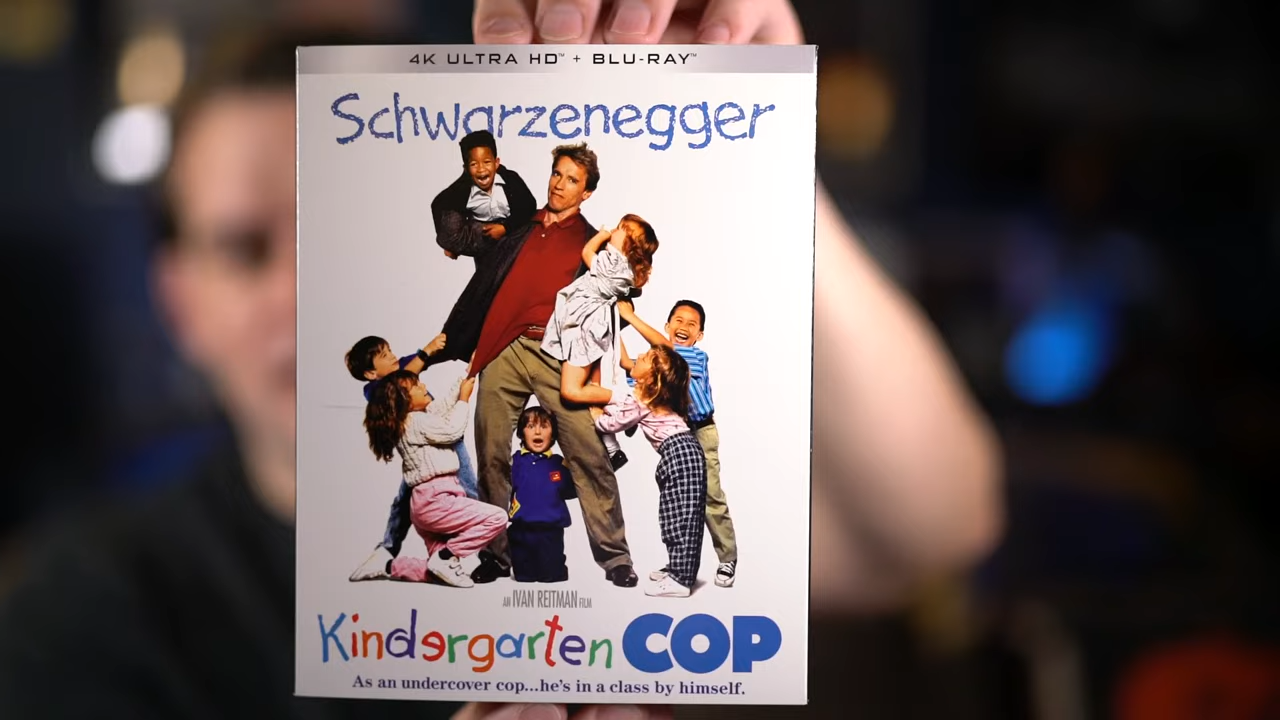 4K ULTRA HD™ + BLU-RAY™
Schwarzenegger
AN IVAN REITMAN FILM
Kindergarten COP
As an undercover cop...he's in a class by himself.